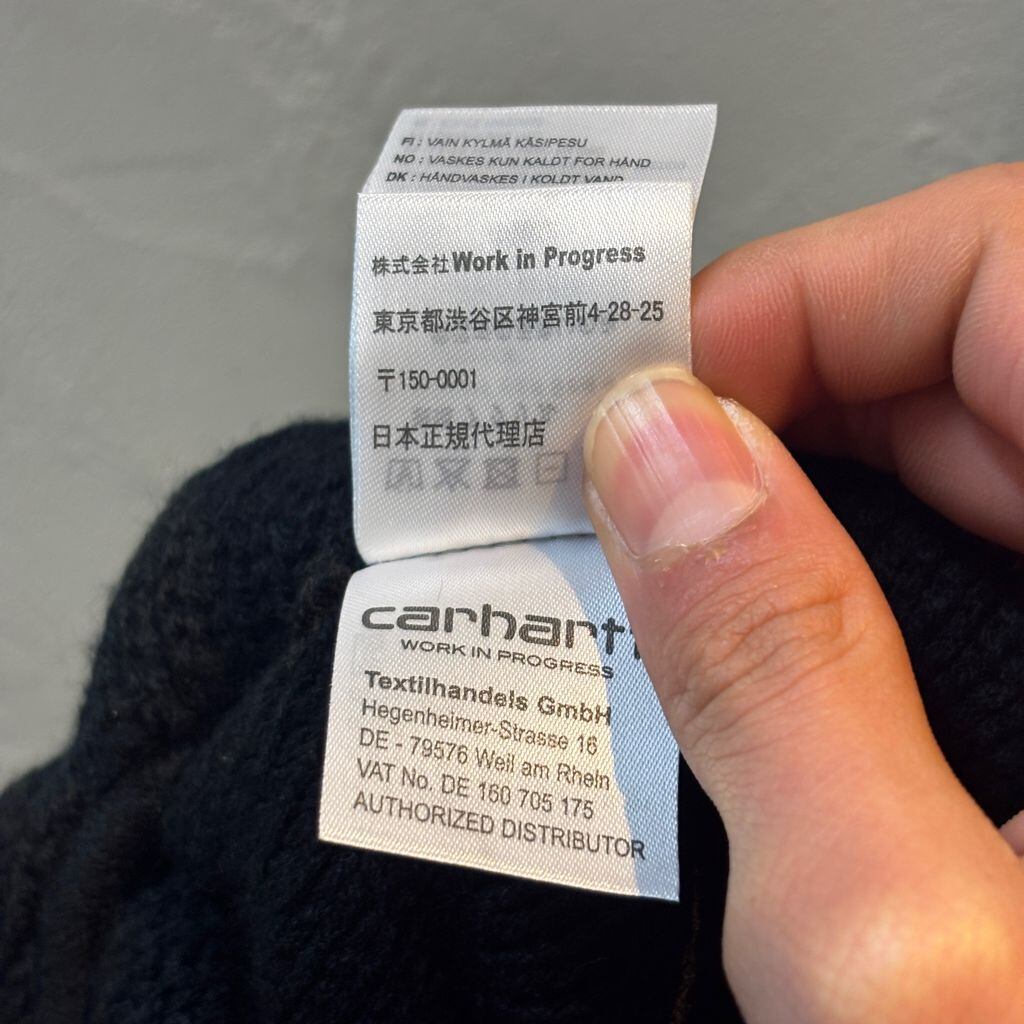 FI : VAIN KYLMÄ KÄSIPESU
NO : VASKES KUN KALDT FOR HÅND
DK : HÅNDVASKES I KOLDT VAND
株式会社Work in Progress
東京都渋谷区神宮前4-28-25
〒150-0001
日本正規代理店
carhartt
WORK IN PROGRESS
Textilhandels GmbH
Hegenheimer-Strasse 16
DE - 79576 Weil am Rhein
VAT No. DE 160 705 175
AUTHORIZED DISTRIBUTOR